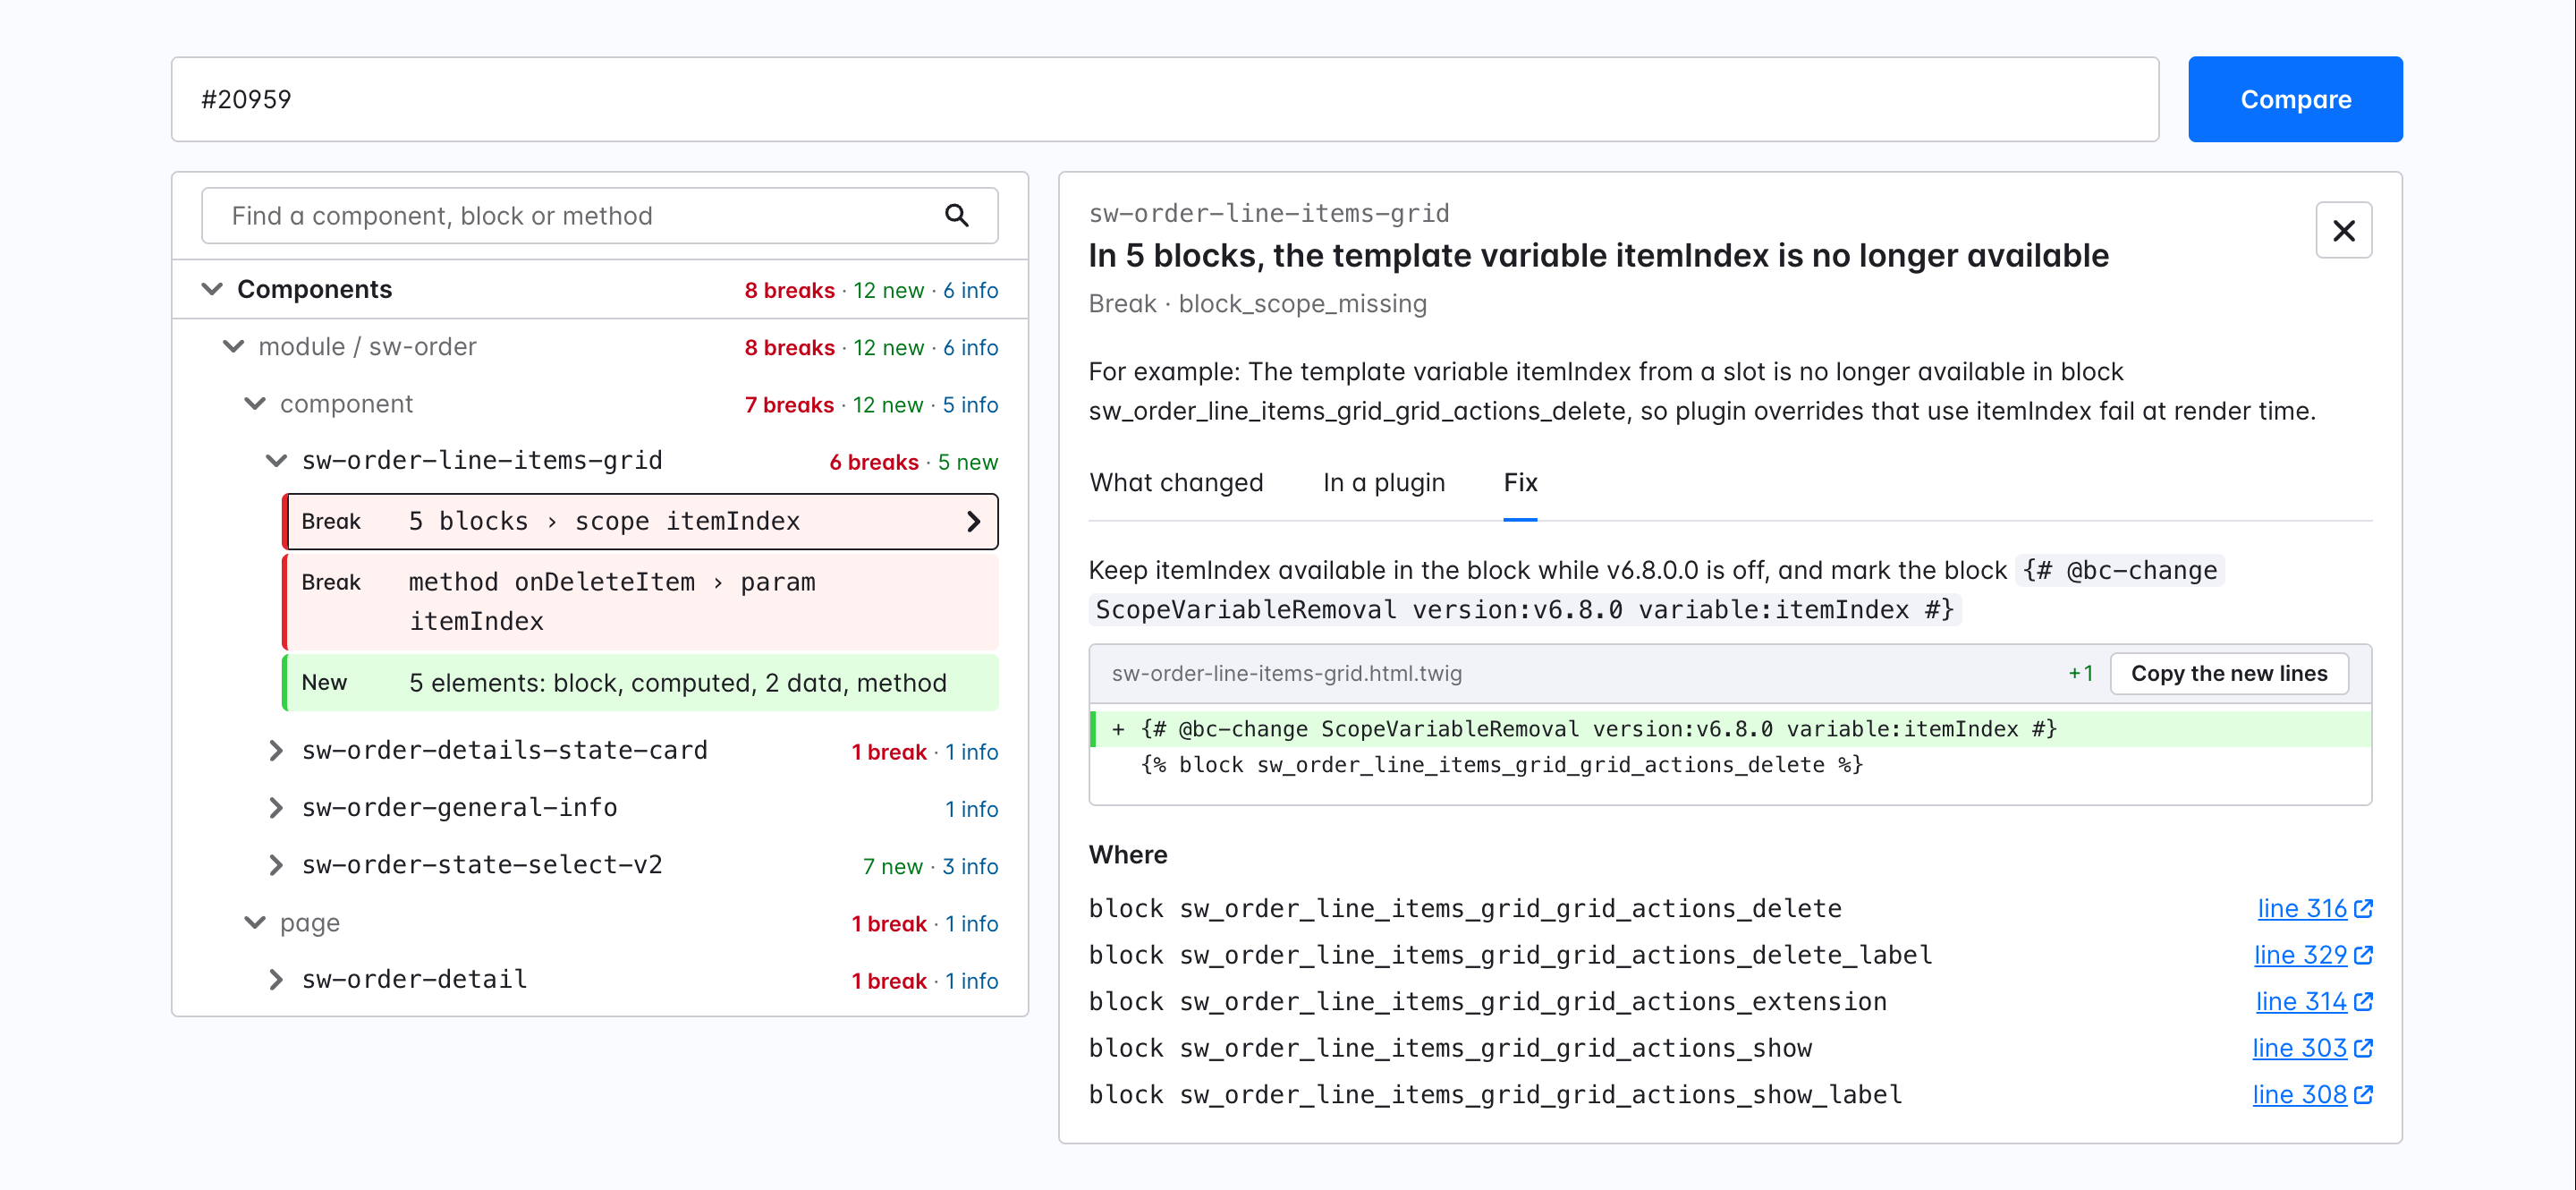 #20959
Compare
Find a component, block or method
Components 8 breaks · 12 new · 6 info
module / sw-order 8 breaks · 12 new · 6 info
component 7 breaks · 12 new · 5 info
sw-order-line-items-grid 6 breaks · 5 new
Break 5 blocks › scope itemIndex
Break method onDeleteItem › param
itemIndex
New 5 elements: block, computed, 2 data, method
sw-order-details-state-card 1 break · 1 info
sw-order-general-info 1 info
sw-order-state-select-v2 7 new · 3 info
page 1 break · 1 info
sw-order-detail 1 break · 1 info
sw-order-line-items-grid
In 5 blocks, the template variable itemIndex is no longer available
Break · block_scope_missing
For example: The template variable itemIndex from a slot is no longer available in block
sw_order_line_items_grid_grid_actions_delete, so plugin overrides that use itemIndex fail at render time.
What changed In a plugin Fix
Keep itemIndex available in the block while v6.8.0.0 is off, and mark the block {# @bc-change
ScopeVariableRemoval version:v6.8.0 variable:itemIndex #}
sw-order-line-items-grid.html.twig +1 Copy the new lines
+ {# @bc-change ScopeVariableRemoval version:v6.8.0 variable:itemIndex #}
{% block sw_order_line_items_grid_grid_actions_delete %}
Where
block sw_order_line_items_grid_grid_actions_delete line 316
block sw_order_line_items_grid_grid_actions_delete_label line 329
block sw_order_line_items_grid_grid_actions_extension line 314
block sw_order_line_items_grid_grid_actions_show line 303
block sw_order_line_items_grid_grid_actions_show_label line 308